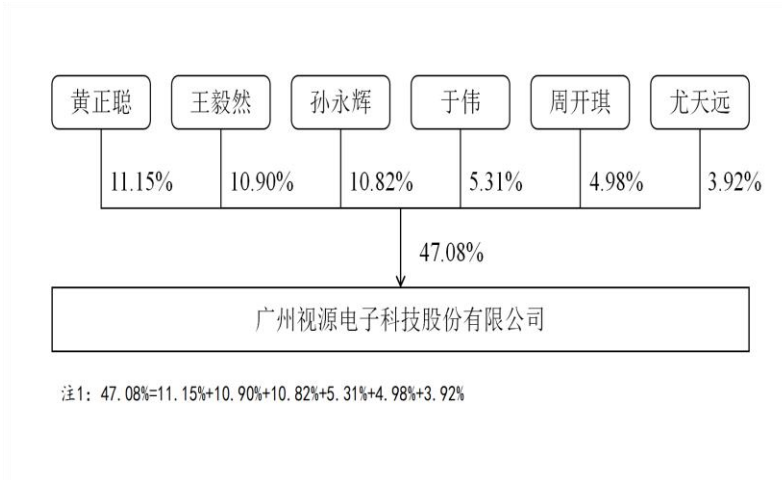 黄正聪 王毅然 孙永辉 于伟 周开琪 尤天远
11.15% 10.90% 10.82% 5.31% 4.98% 3.92%
47.08%
广州视源电子科技股份有限公司
注1: 47.08%=11.15%+10.90%+10.82%+5.31%+4.98%+3.92%